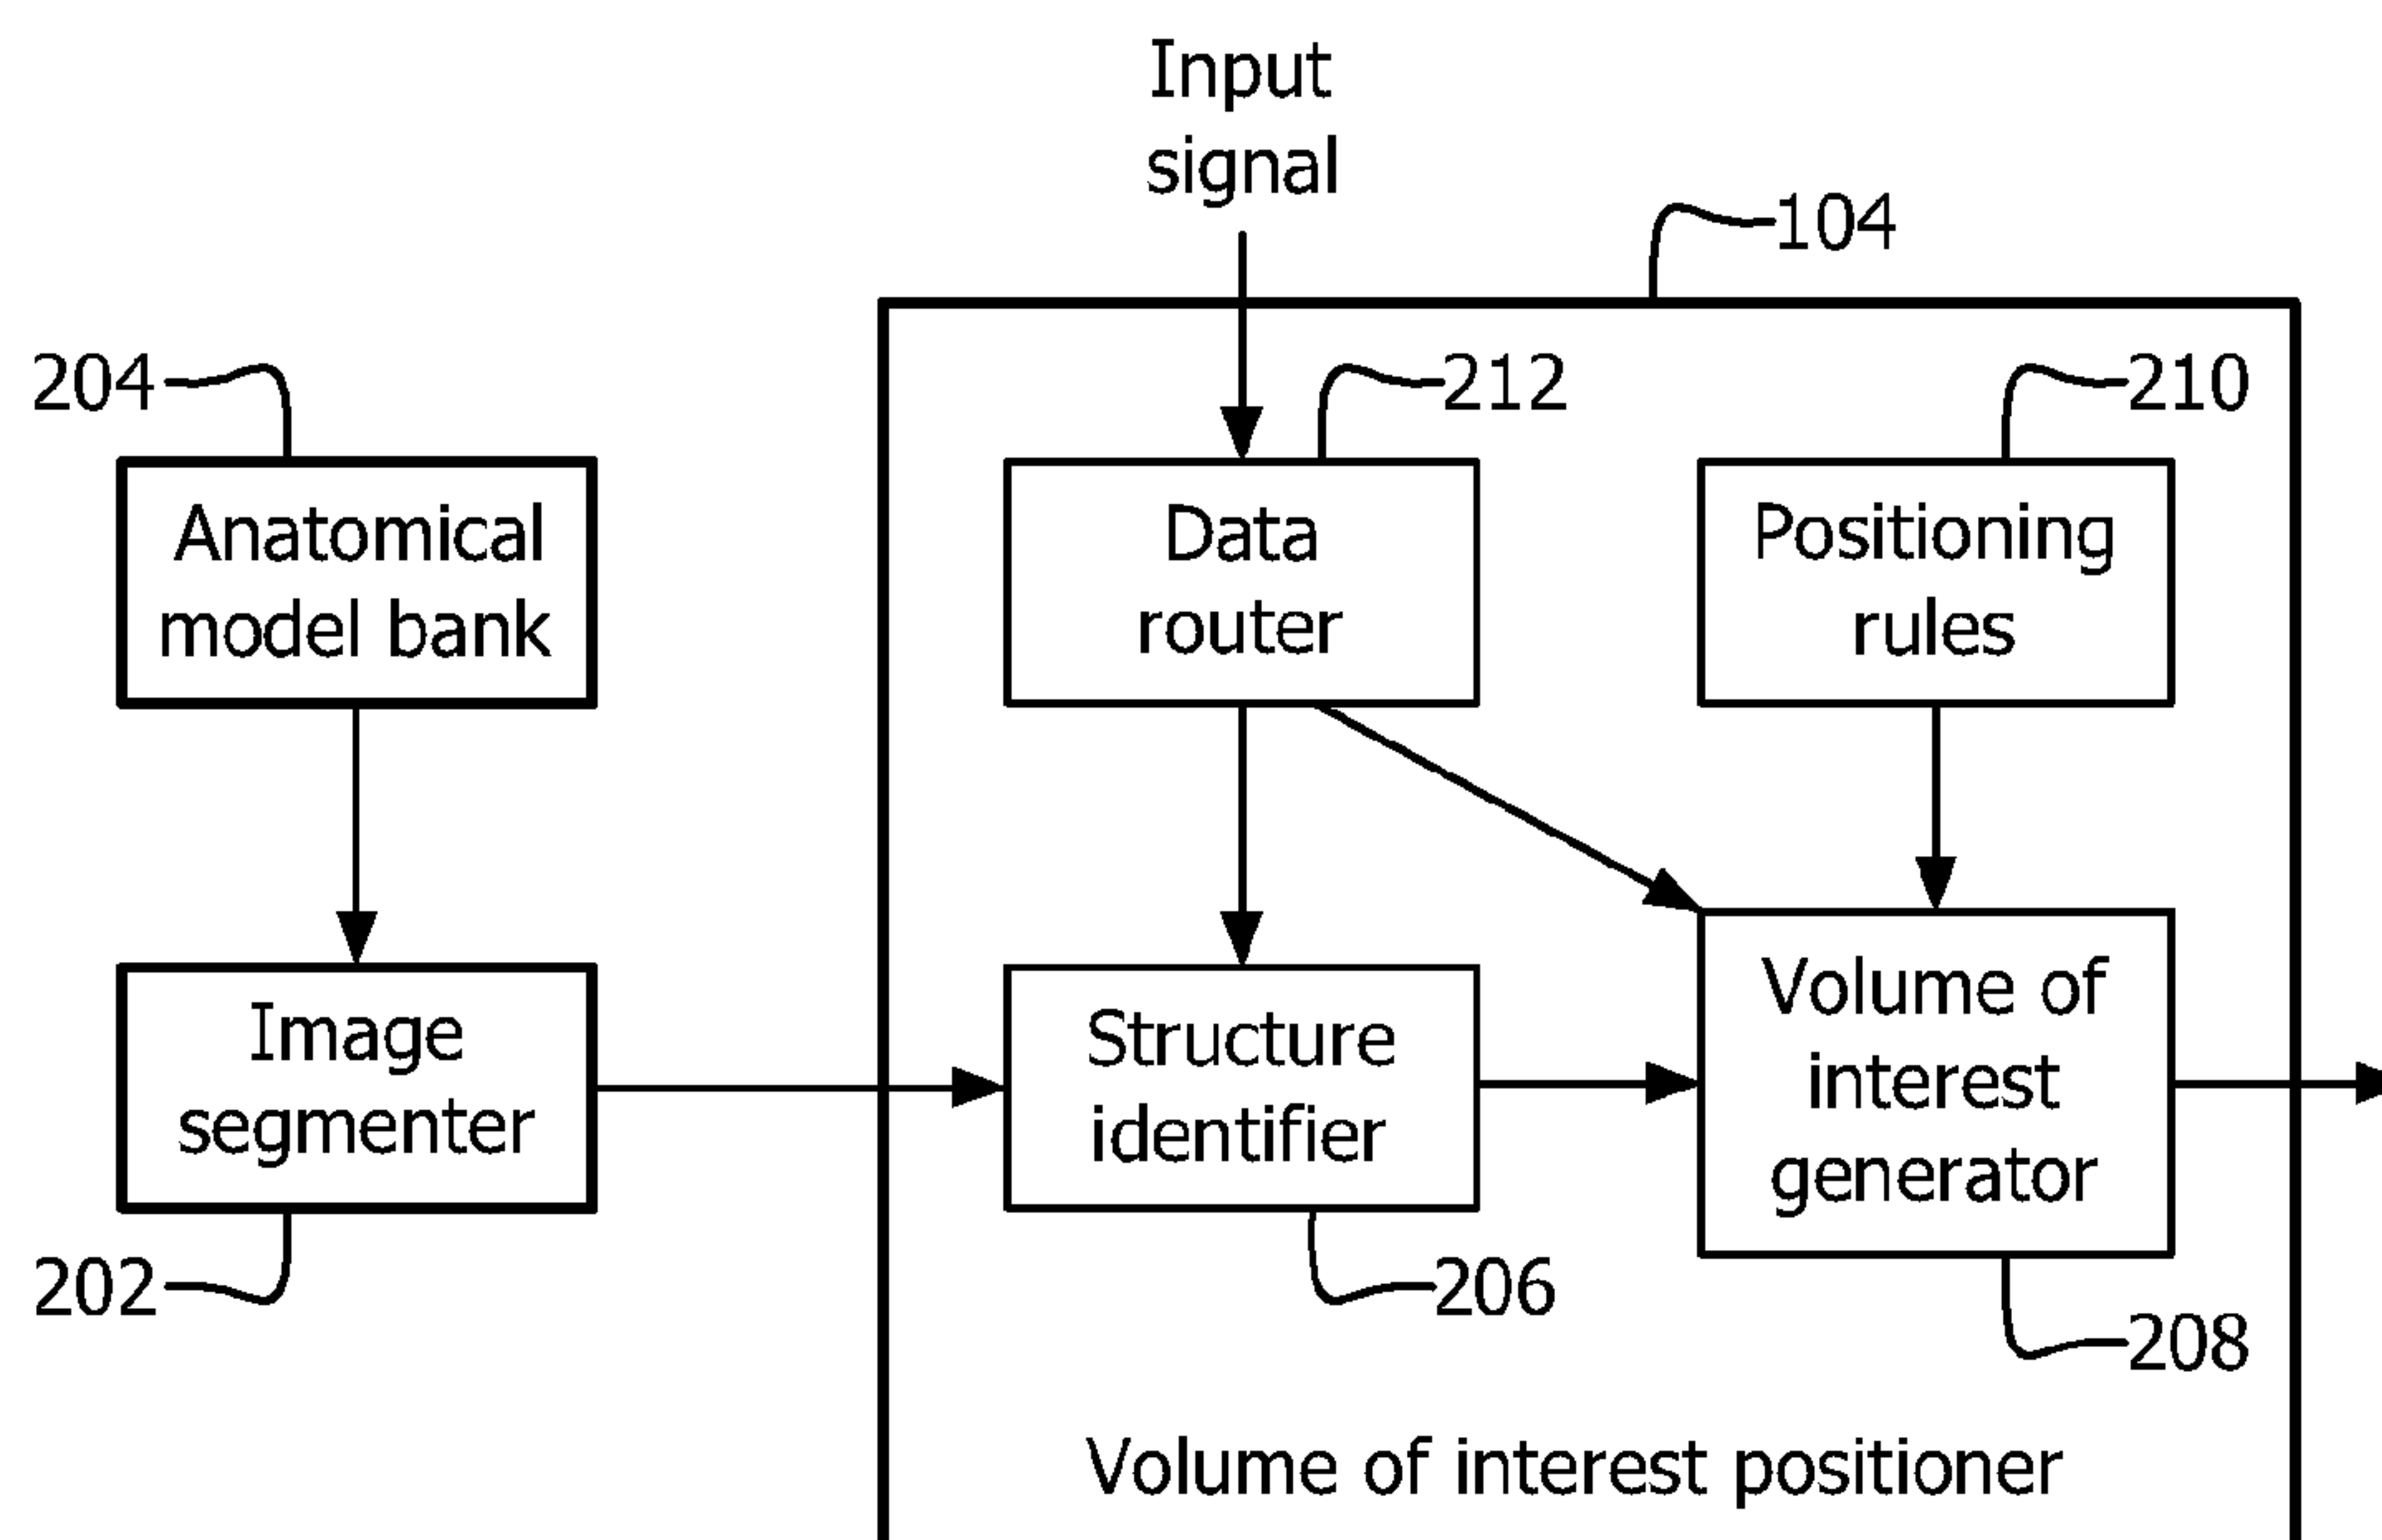 Input
signal
104
204
212
210
Anatomical
model bank
Data
router
Positioning
rules
Image
segmenter
Structure
identifier
Volume of
interest
generator
202
206
208
Volume of interest positioner